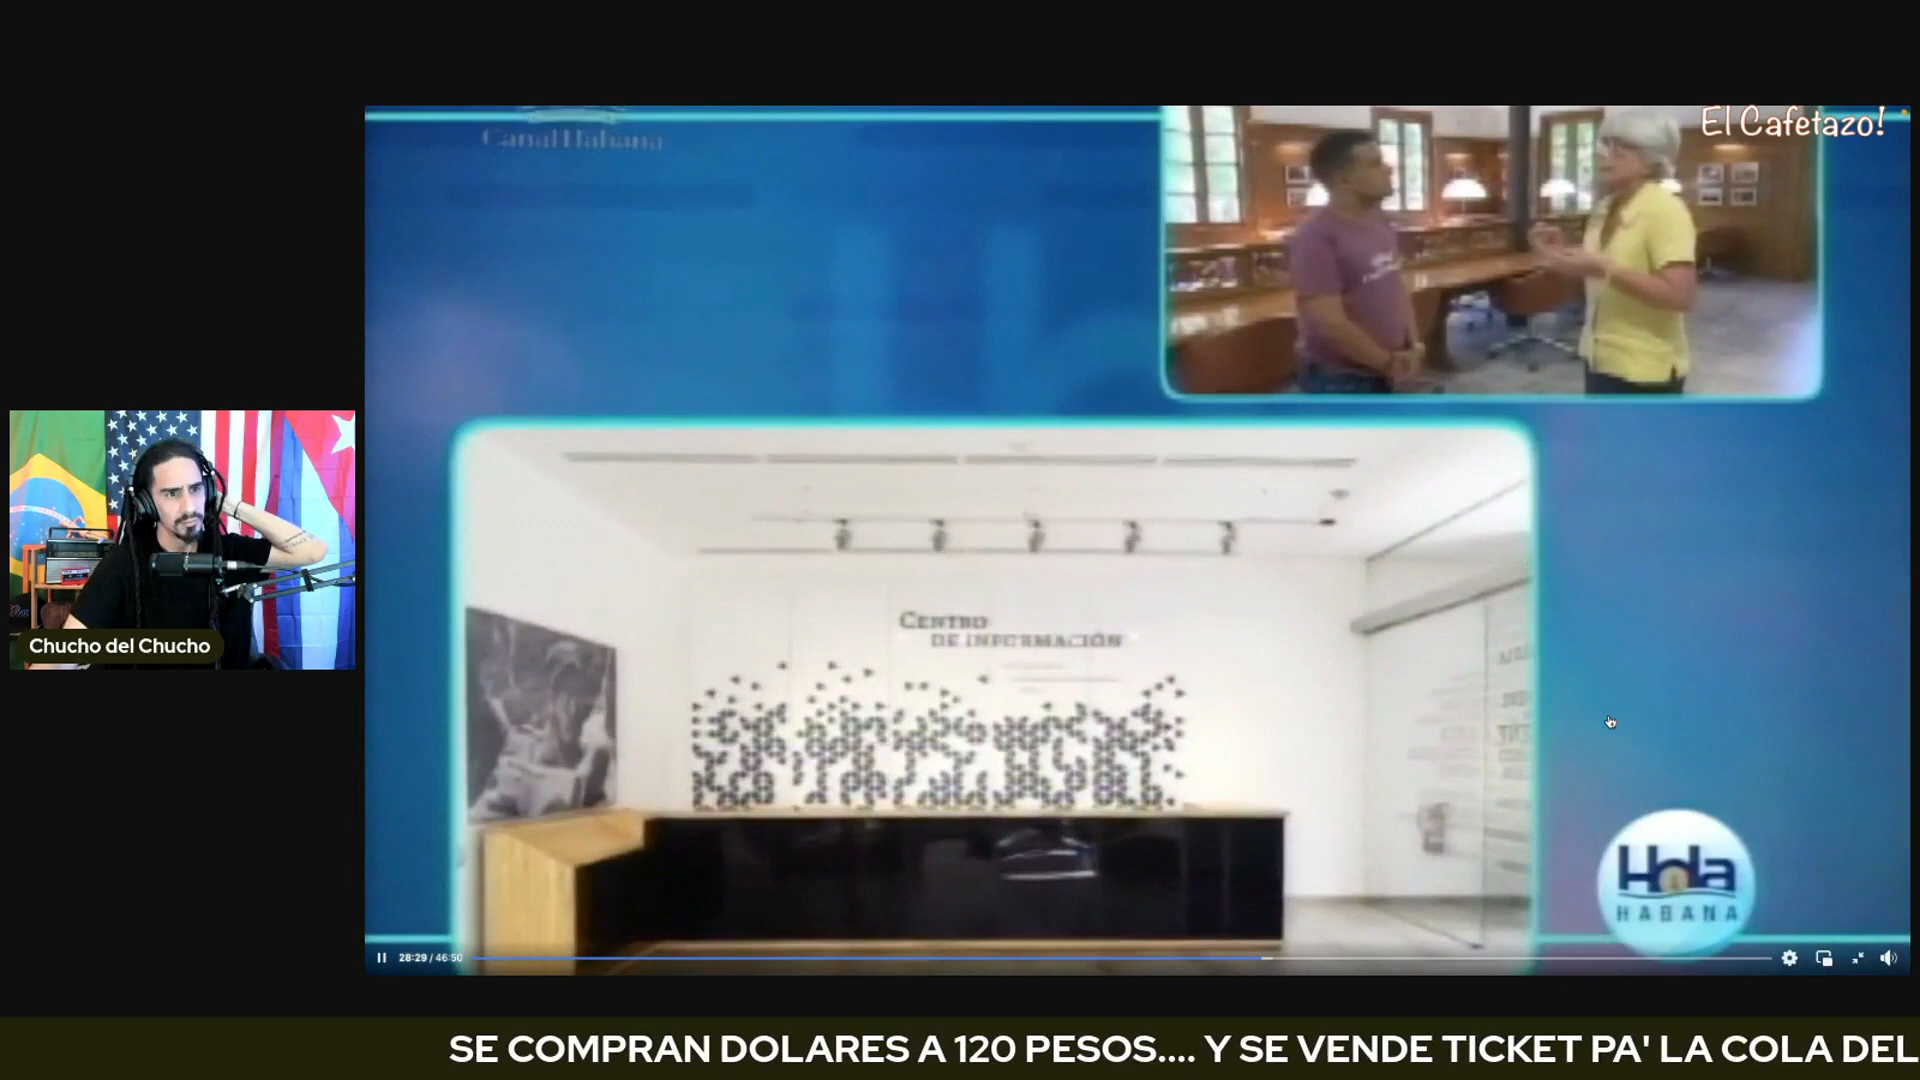 El Cafetazo!
Canal Habana
CENTRO
DE INFORMACIÓN
Chucho del Chucho
Hola
HABANA
28:29 / 46:50
SE COMPRAN DOLARES A 120 PESOS.... Y SE VENDE TICKET PA' LA COLA DEL